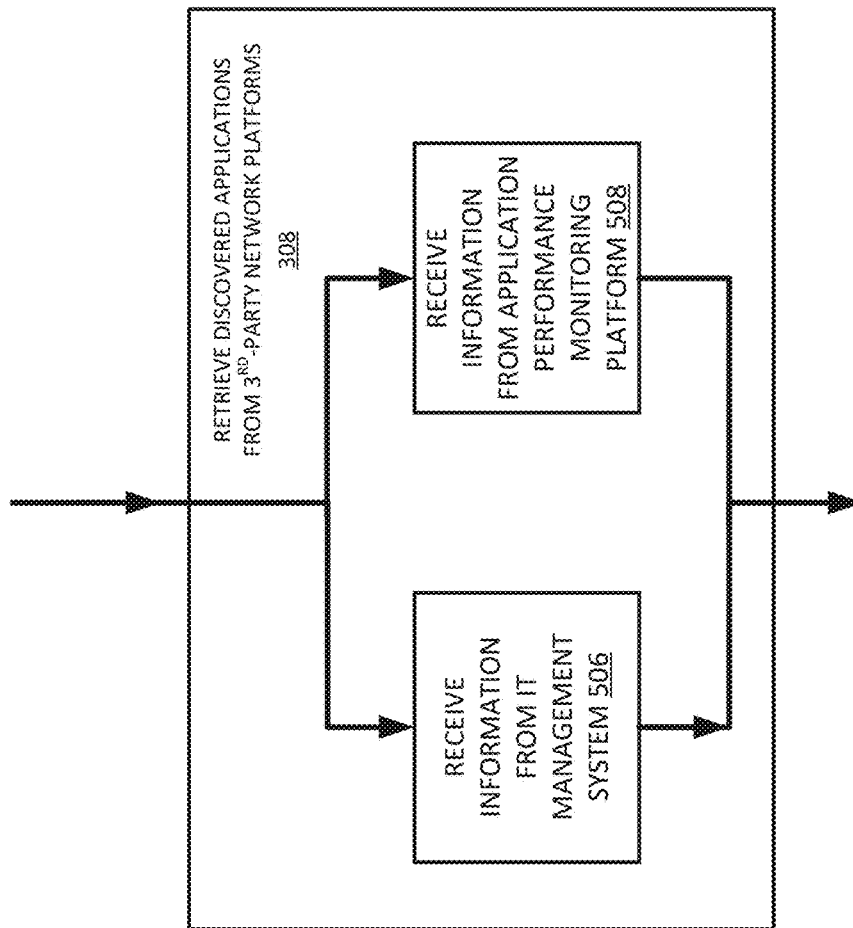 RETRIEVE DISCOVERED APPLICATIONS
FROM 3RD-PARTY NETWORK PLATFORMS
308
RECEIVE
INFORMATION
FROM IT
MANAGEMENT
SYSTEM 506
RECEIVE
INFORMATION
FROM APPLICATION
PERFORMANCE
MONITORING
PLATFORM 508